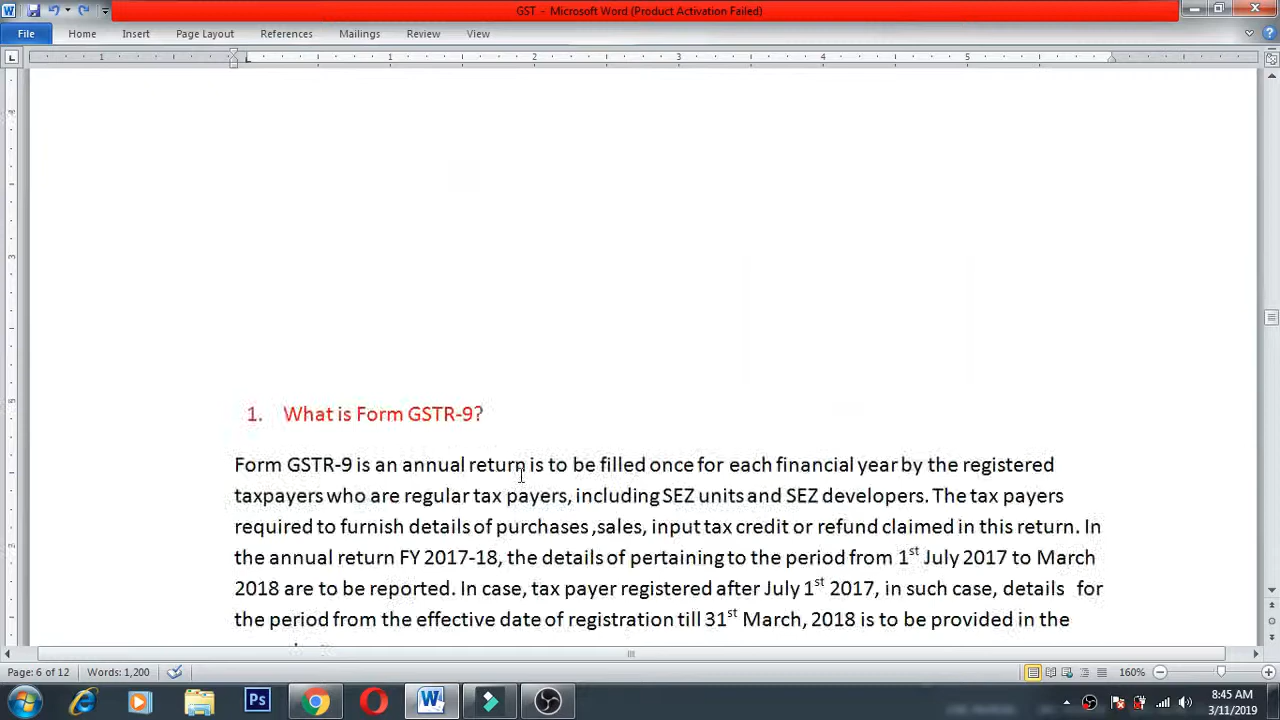 GST - Microsoft Word (Product Activation Failed)
File Home Insert Page Layout References Mailings Review View
1 1 2 3 4 5
1. What is Form GSTR-9?
Form GSTR-9 is an annual return is to be filled once for each financial year by the registered
taxpayers who are regular tax payers, including SEZ units and SEZ developers. The tax payers
required to furnish details of purchases ,sales, input tax credit or refund claimed in this return. In
the annual return FY 2017-18, the details of pertaining to the period from 1st July 2017 to March
2018 are to be reported. In case, tax payer registered after July 1st 2017, in such case, details for
the period from the effective date of registration till 31st March, 2018 is to be provided in the
Page: 6 of 12 Words: 1,200 160%
Ps W 8:45 AM
3/11/2019